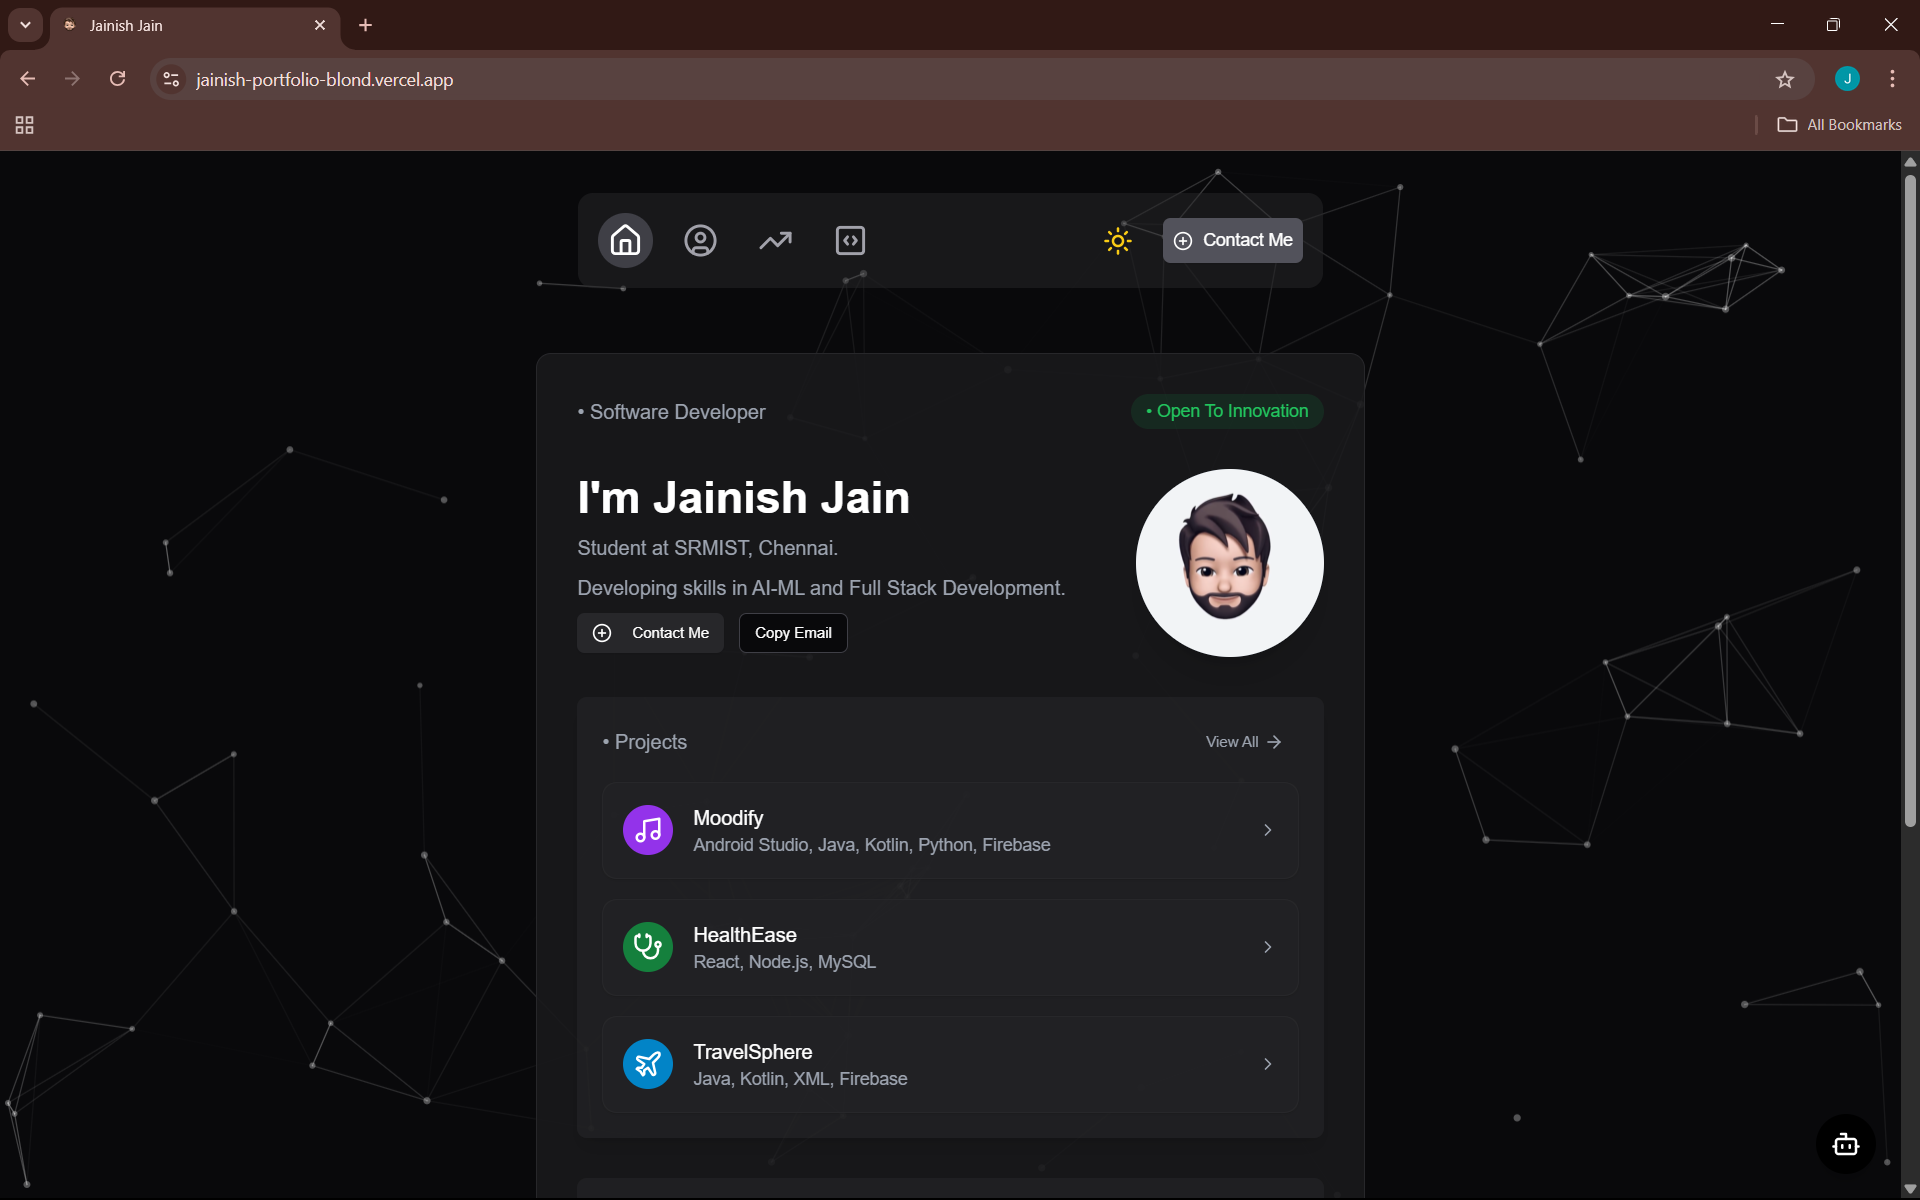 Jainish Jain
jainish-portfolio-blond.vercel.app
J
All Bookmarks
Contact Me
• Software Developer
• Open To Innovation
I'm Jainish Jain
Student at SRMIST, Chennai.
Developing skills in AI-ML and Full Stack Development.
Contact Me
Copy Email
• Projects
View All
Moodify
Android Studio, Java, Kotlin, Python, Firebase
HealthEase
React, Node.js, MySQL
TravelSphere
Java, Kotlin, XML, Firebase